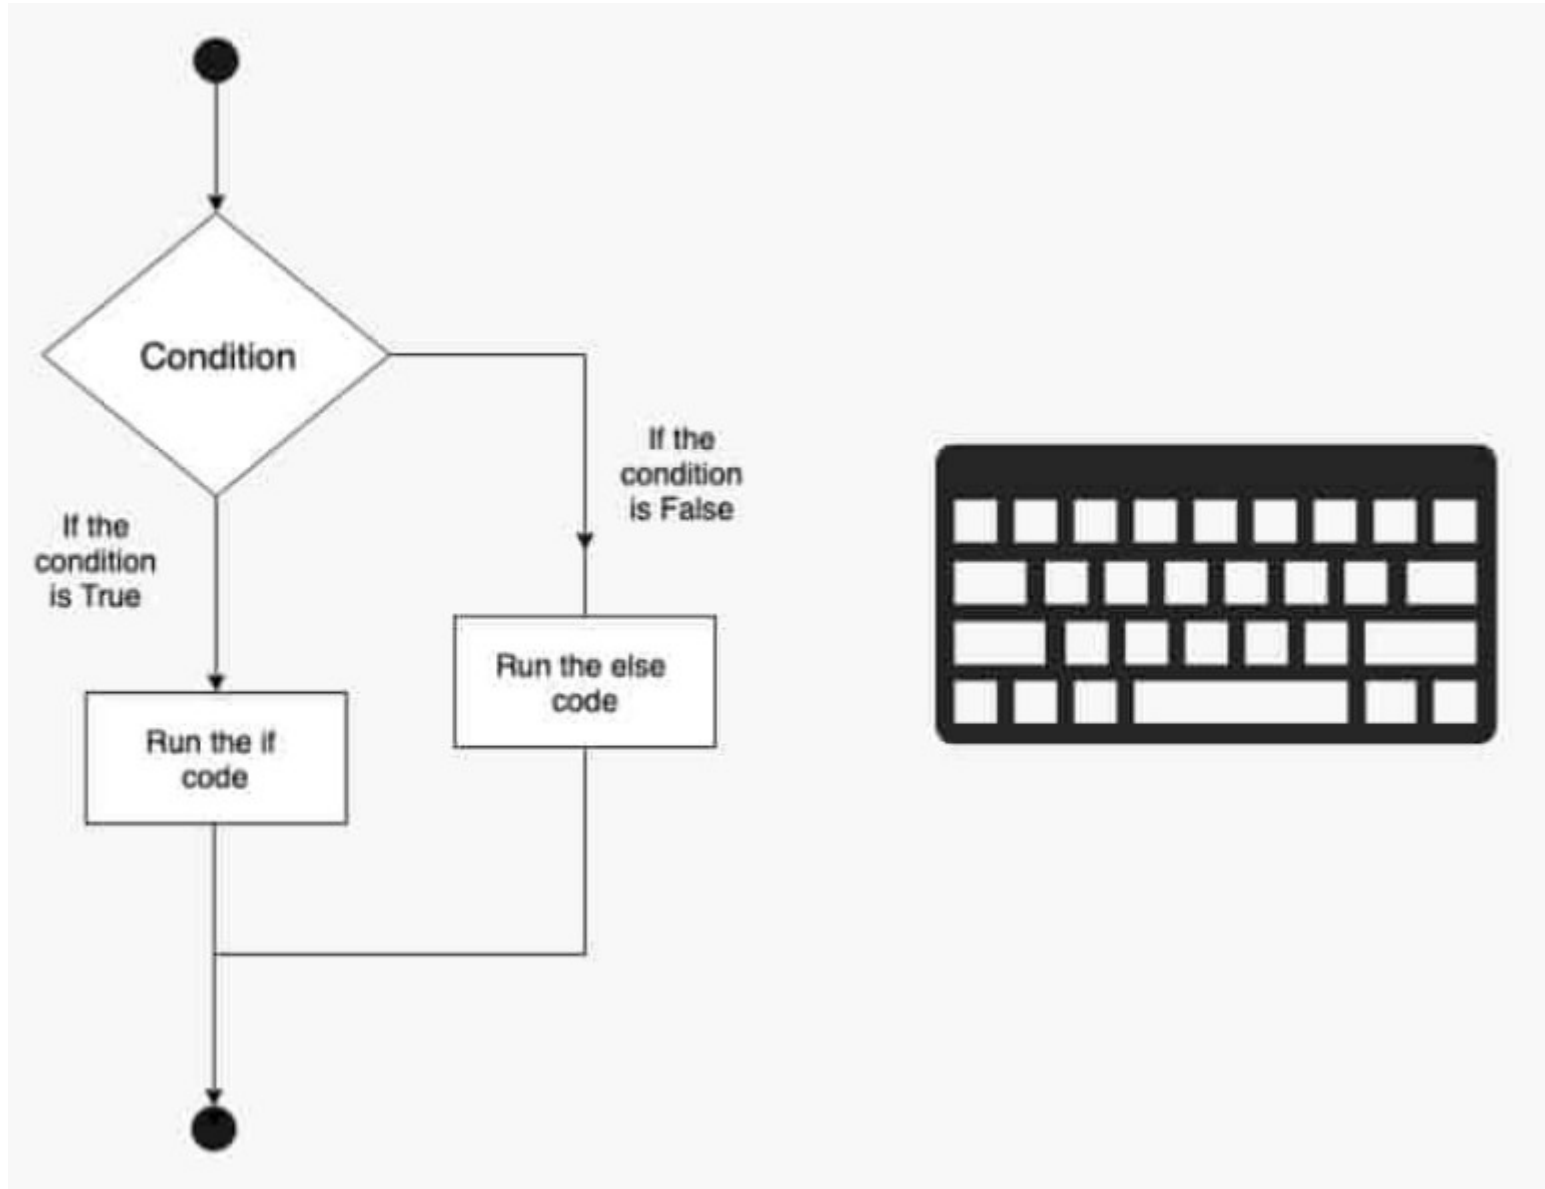 Condition
If the
condition
is False
If the
condition
is True
Run the else
code
Run the if
code